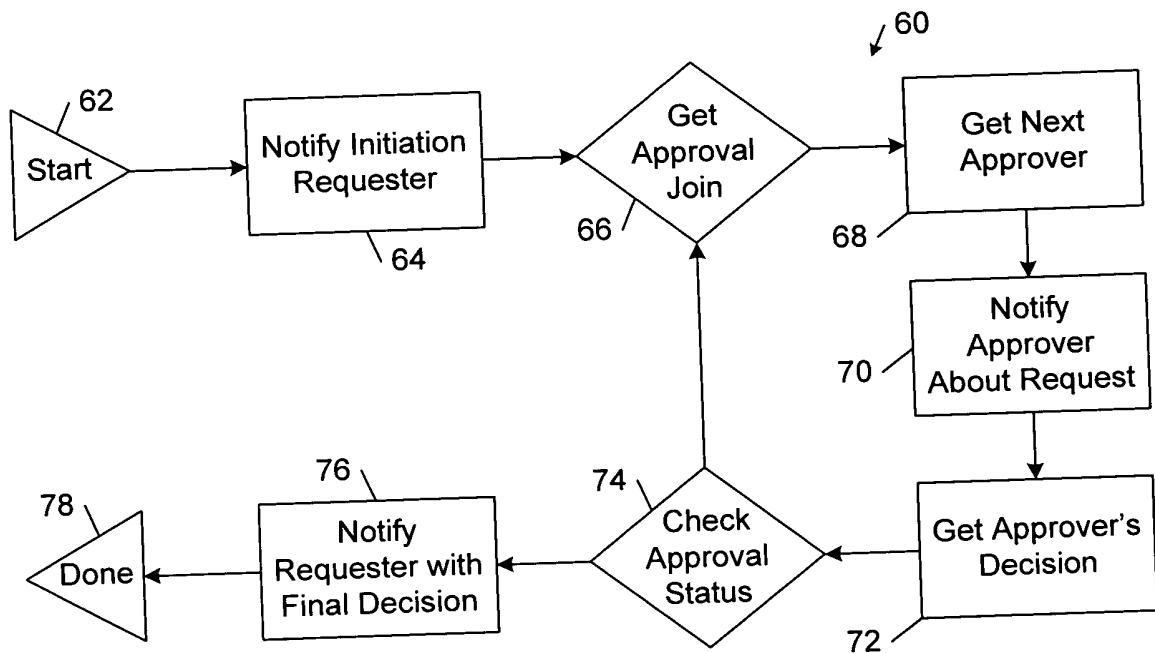 60
62
Start
Notify Initiation
Requester
64
Get
Approval
Join
66
Get Next
Approver
68
Notify
Approver
About Request
70
Get Approver's
Decision
72
74
Check
Approval
Status
76
Notify
Requester with
Final Decision
78
Done